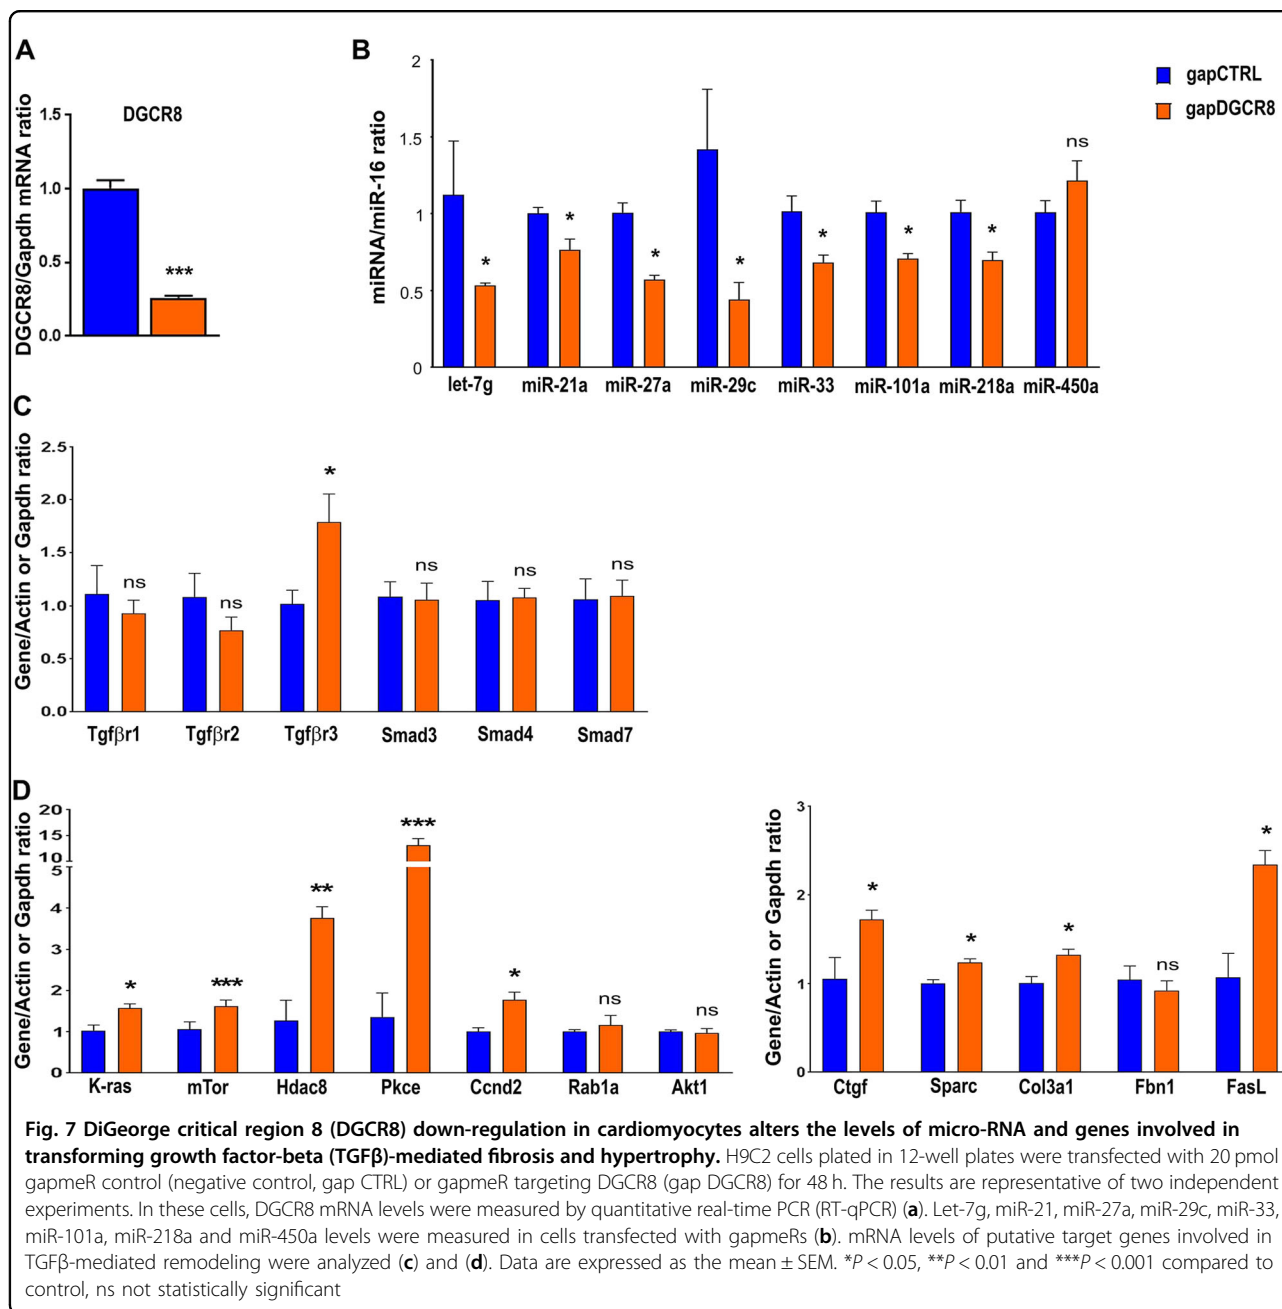 A
DGCR8
DGCR8/Gapdh mRNA ratio
1.5
1.0
0.5
0.0
***
B
miRNA/miR-16 ratio
2
1.5
1
0.5
0
* * * * * * * ns
let-7g miR-21a miR-27a miR-29c miR-33 miR-101a miR-218a miR-450a
gapCTRL
gapDGCR8
C
Gene/Actin or Gapdh ratio
2.5
2.0
1.5
1.0
0.5
0.0
ns ns * ns ns ns
Tgfβr1 Tgfβr2 Tgfβr3 Smad3 Smad4 Smad7
D
Gene/Actin or Gapdh ratio
20
15
10
5
4
3
2
1
0
* *** ** *** * ns ns
K-ras mTor Hdac8 Pkce Ccnd2 Rab1a Akt1
Gene/Actin or Gapdh ratio
3
2
1
0
* * * ns *
Ctgf Sparc Col3a1 Fbn1 FasL
Fig. 7 DiGeorge critical region 8 (DGCR8) down-regulation in cardiomyocytes alters the levels of micro-RNA and genes involved in
transforming growth factor-beta (TGFβ)-mediated fibrosis and hypertrophy. H9C2 cells plated in 12-well plates were transfected with 20 pmol
gapmeR control (negative control, gap CTRL) or gapmeR targeting DGCR8 (gap DGCR8) for 48 h. The results are representative of two independent
experiments. In these cells, DGCR8 mRNA levels were measured by quantitative real-time PCR (RT-qPCR) (a). Let-7g, miR-21, miR-27a, miR-29c, miR-33,
miR-101a, miR-218a and miR-450a levels were measured in cells transfected with gapmeRs (b). mRNA levels of putative target genes involved in
TGFβ-mediated remodeling were analyzed (c) and (d). Data are expressed as the mean ± SEM. *P < 0.05, **P < 0.01 and ***P < 0.001 compared to
control, ns not statistically significant